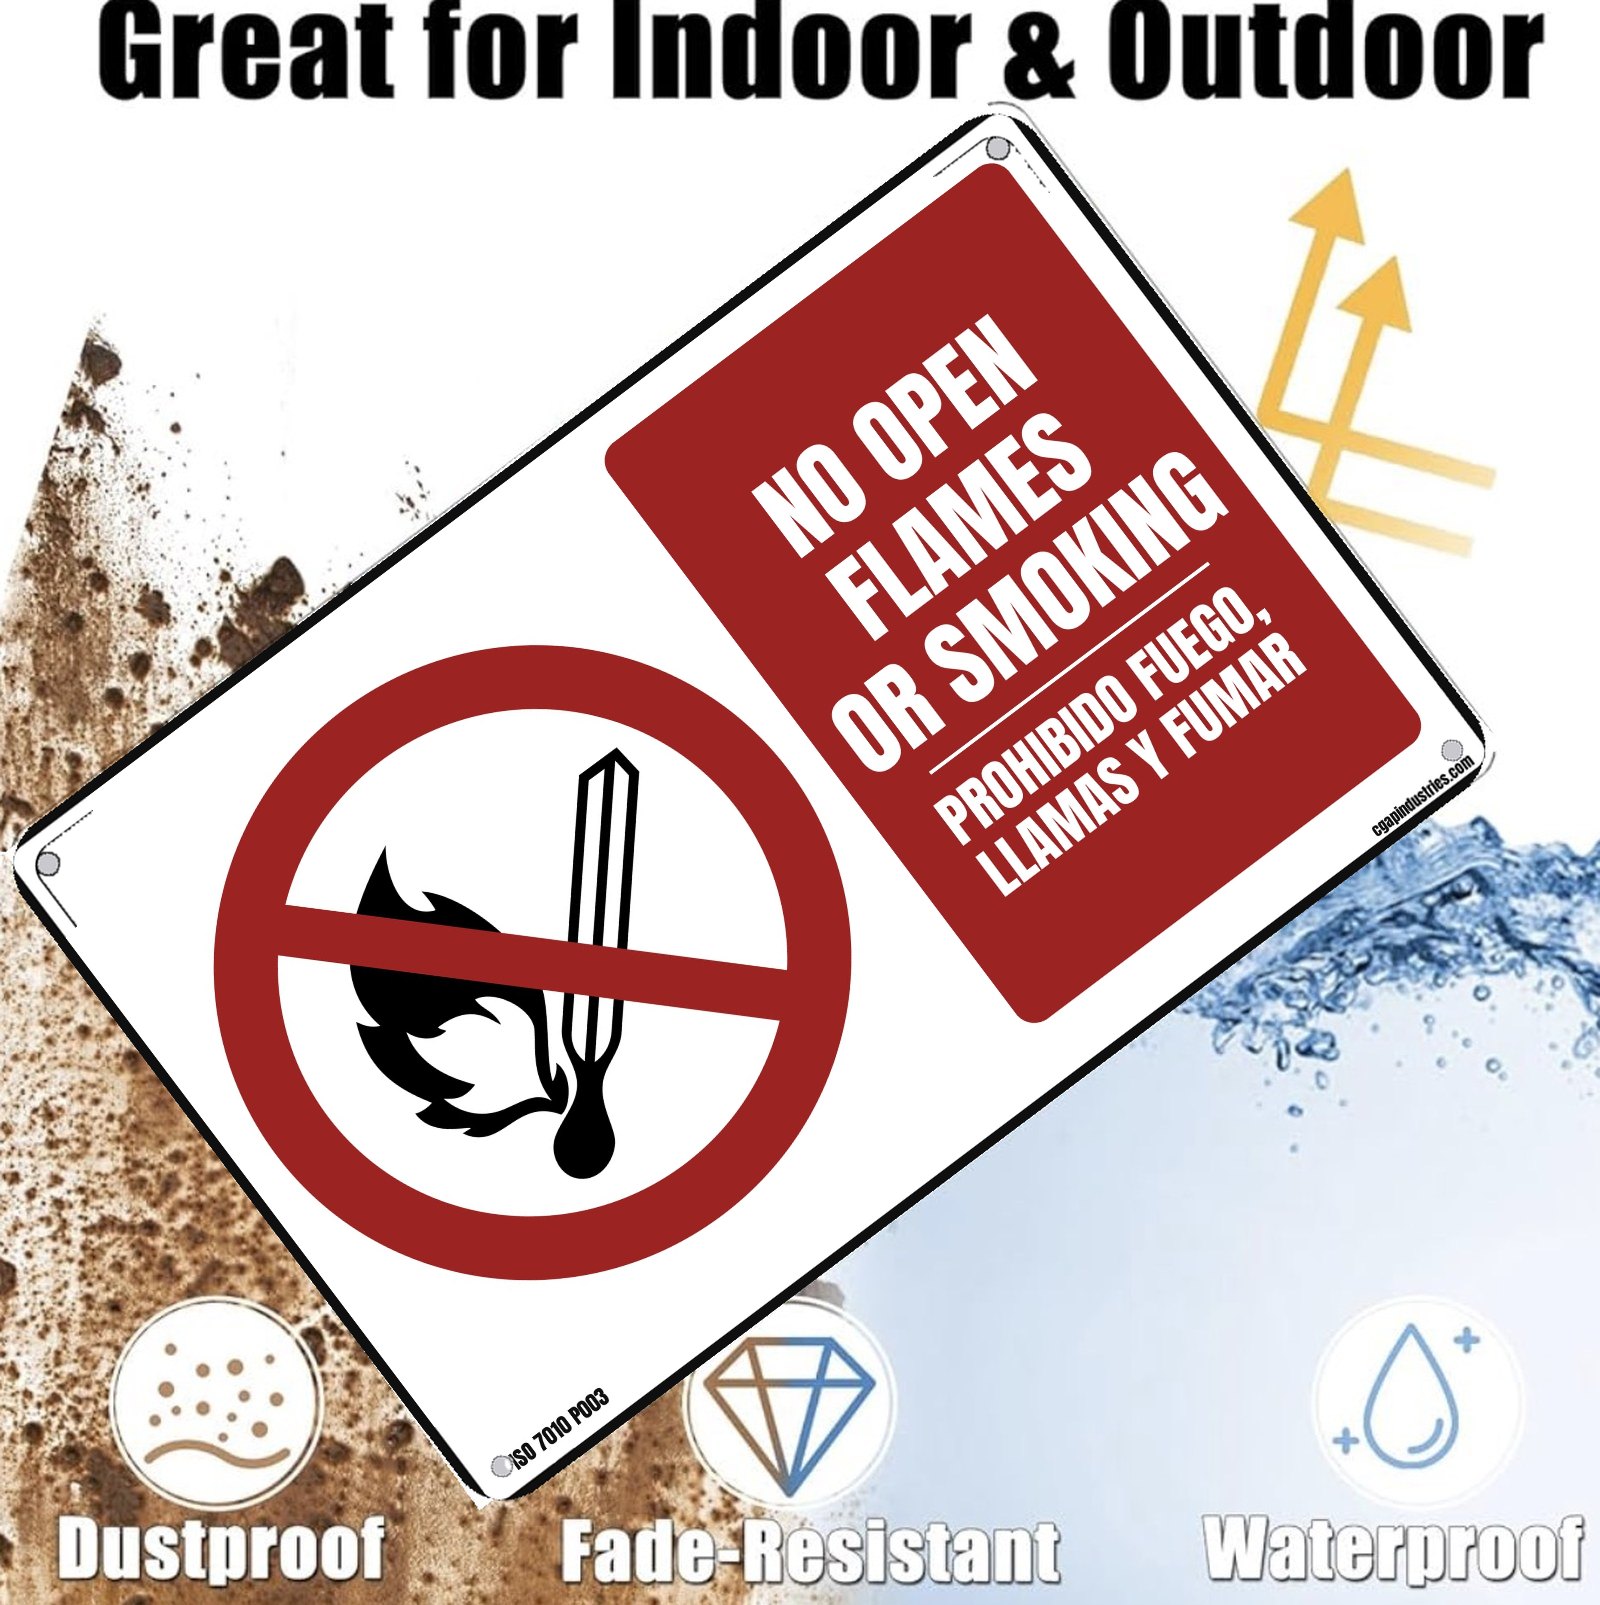 Great for Indoor & Outdoor
NO OPEN
FLAMES
OR SMOKING
PROHIBIDO FUEGO,
LLAMAS Y FUMAR
cgapindustries.com
ISO 7010 P003
Dustproof
Fade-Resistant
Waterproof